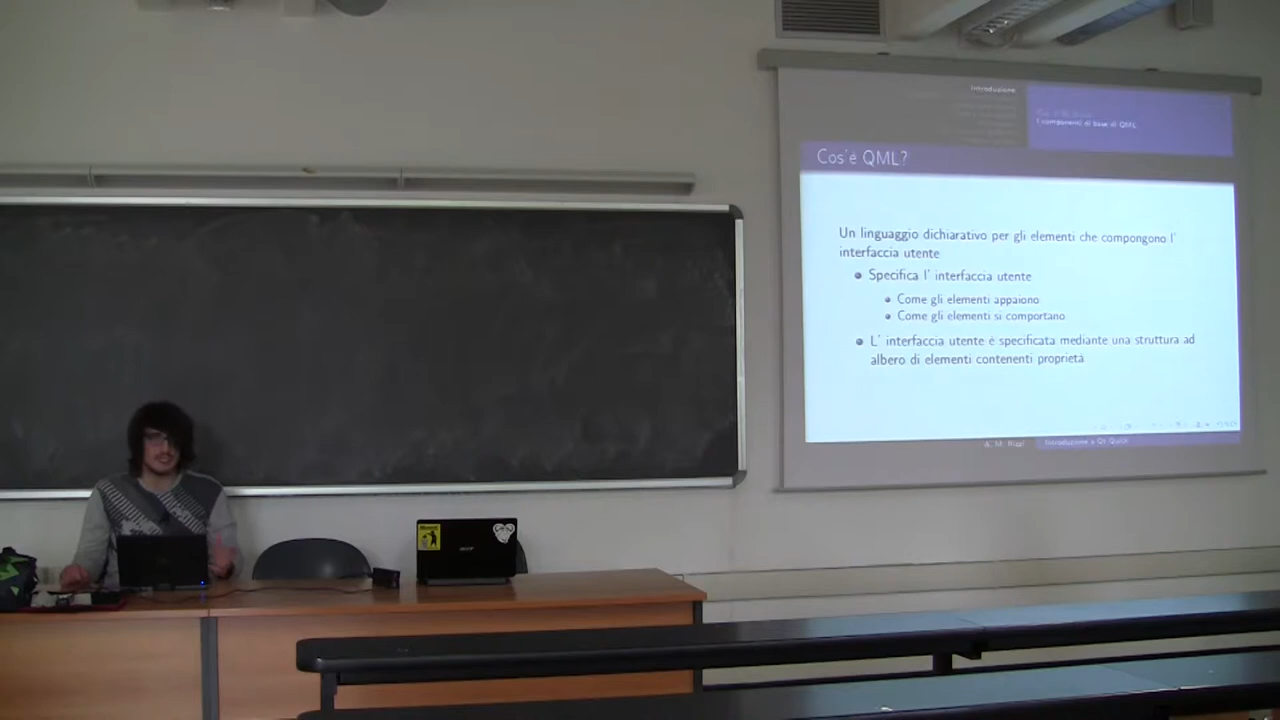 Introduzione
I componenti di base di QML
Cos'è QML?
Un linguaggio dichiarativo per gli elementi che compongono l'
interfaccia utente
Specifica l' interfaccia utente
Come gli elementi appaiono
Come gli elementi si comportano
L' interfaccia utente è specificata mediante una struttura ad
albero di elementi contenenti proprietà
A. M. Rizzi
Introduzione a Qt Quick
acer